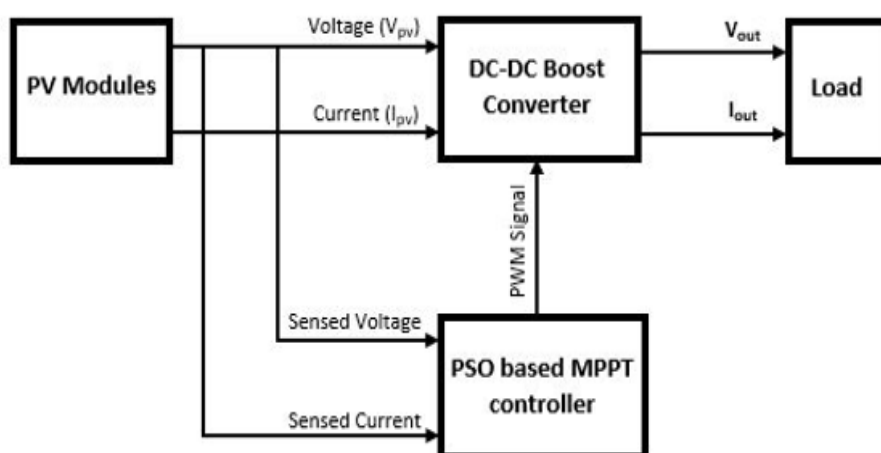 PV Modules
Voltage (Vpv)
Current (Ipv)
DC-DC Boost
Converter
Vout
Iout
Load
PWM Signal
Sensed Voltage
Sensed Current
PSO based MPPT
controller